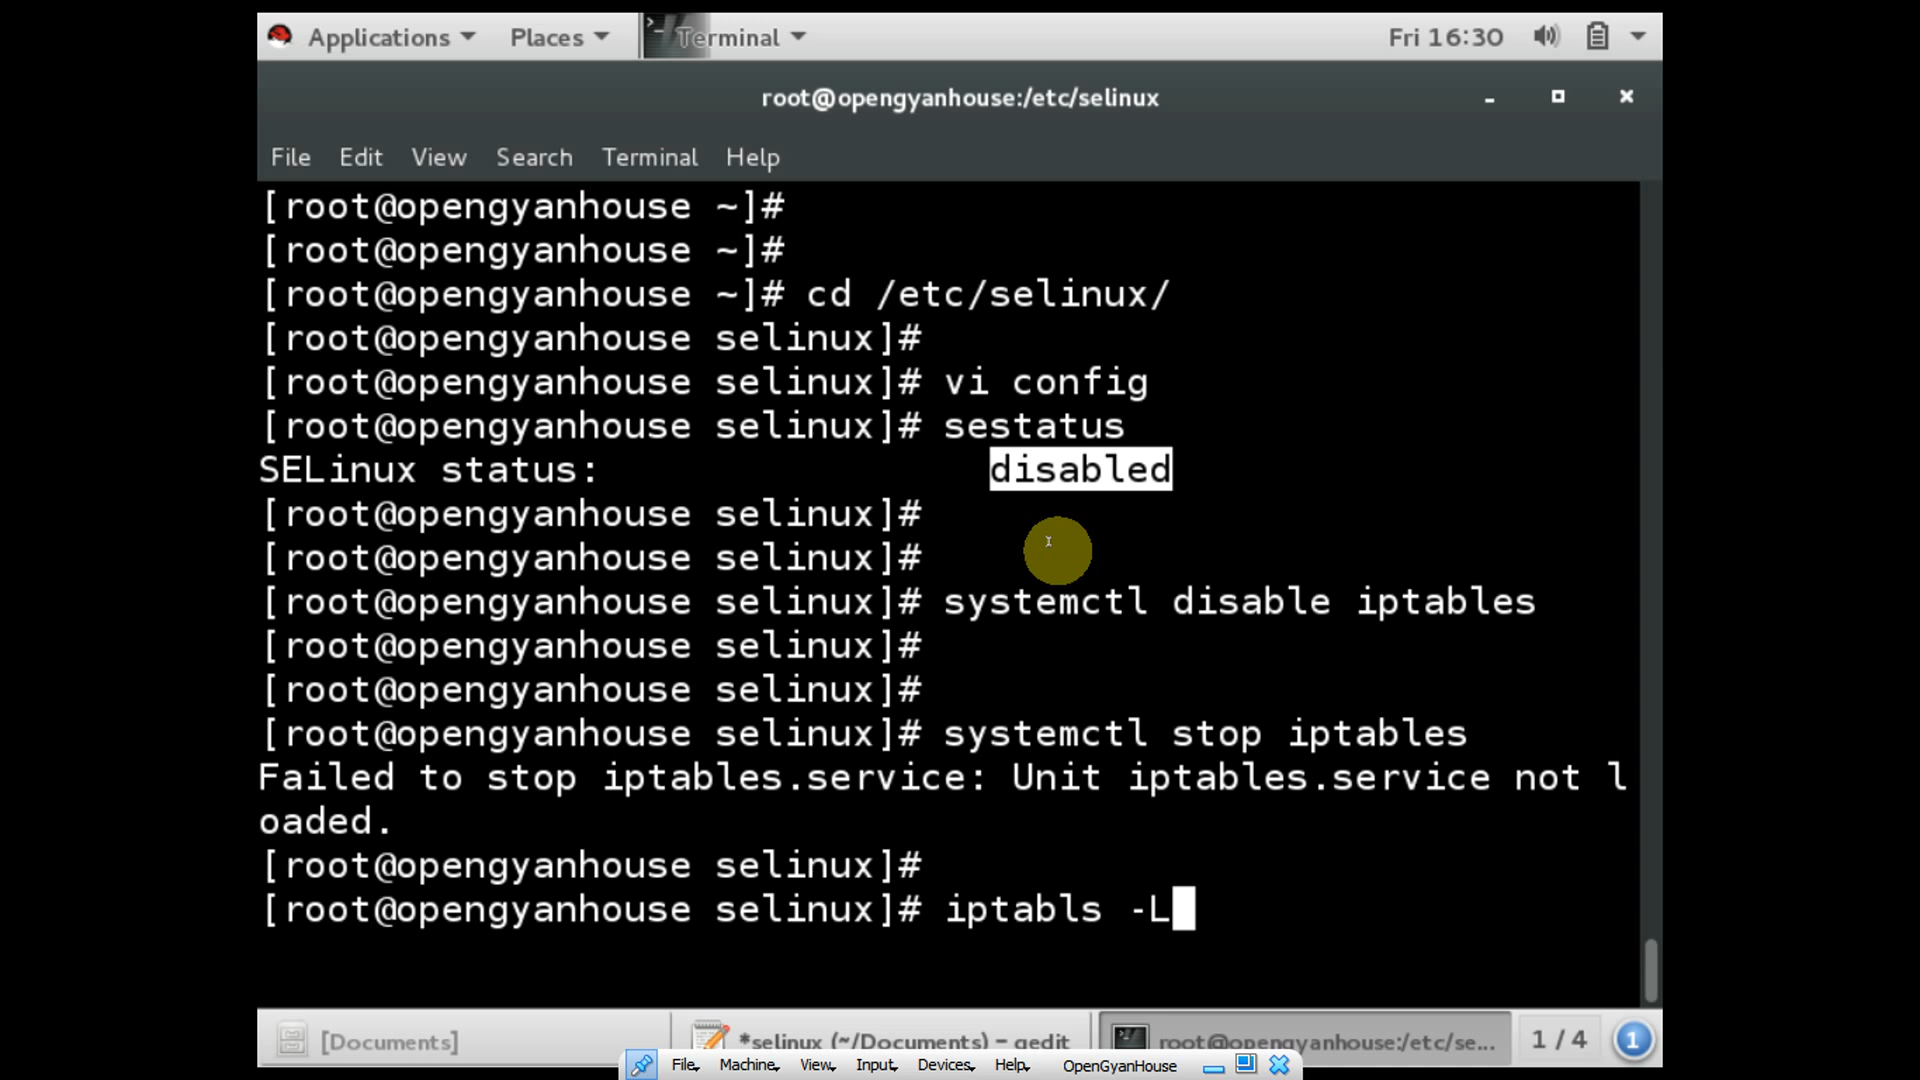 Applications Places Terminal Fri 16:30
root@opengyanhouse:/etc/selinux
File Edit View Search Terminal Help
[root@opengyanhouse ~]#
[root@opengyanhouse ~]#
[root@opengyanhouse ~]# cd /etc/selinux/
[root@opengyanhouse selinux]#
[root@opengyanhouse selinux]# vi config
[root@opengyanhouse selinux]# sestatus
SELinux status: disabled
[root@opengyanhouse selinux]#
[root@opengyanhouse selinux]#
[root@opengyanhouse selinux]# systemctl disable iptables
[root@opengyanhouse selinux]#
[root@opengyanhouse selinux]#
[root@opengyanhouse selinux]# systemctl stop iptables
Failed to stop iptables.service: Unit iptables.service not l
oaded.
[root@opengyanhouse selinux]#
[root@opengyanhouse selinux]# iptabls -L
[Documents] *selinux (~/Documents) – gedit root@opengyanhouse:/etc/se... 1 / 4 1
File Machine View Input Devices Help OpenGyanHouse